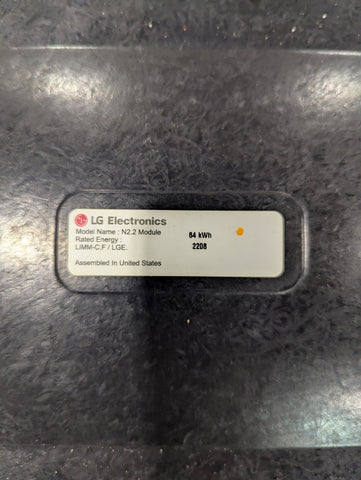 LG Electronics
Model Name : N2.2 Module
Rated Energy : 64 kWh
LIMM-C,F / LGE. 2208
Assembled In United States